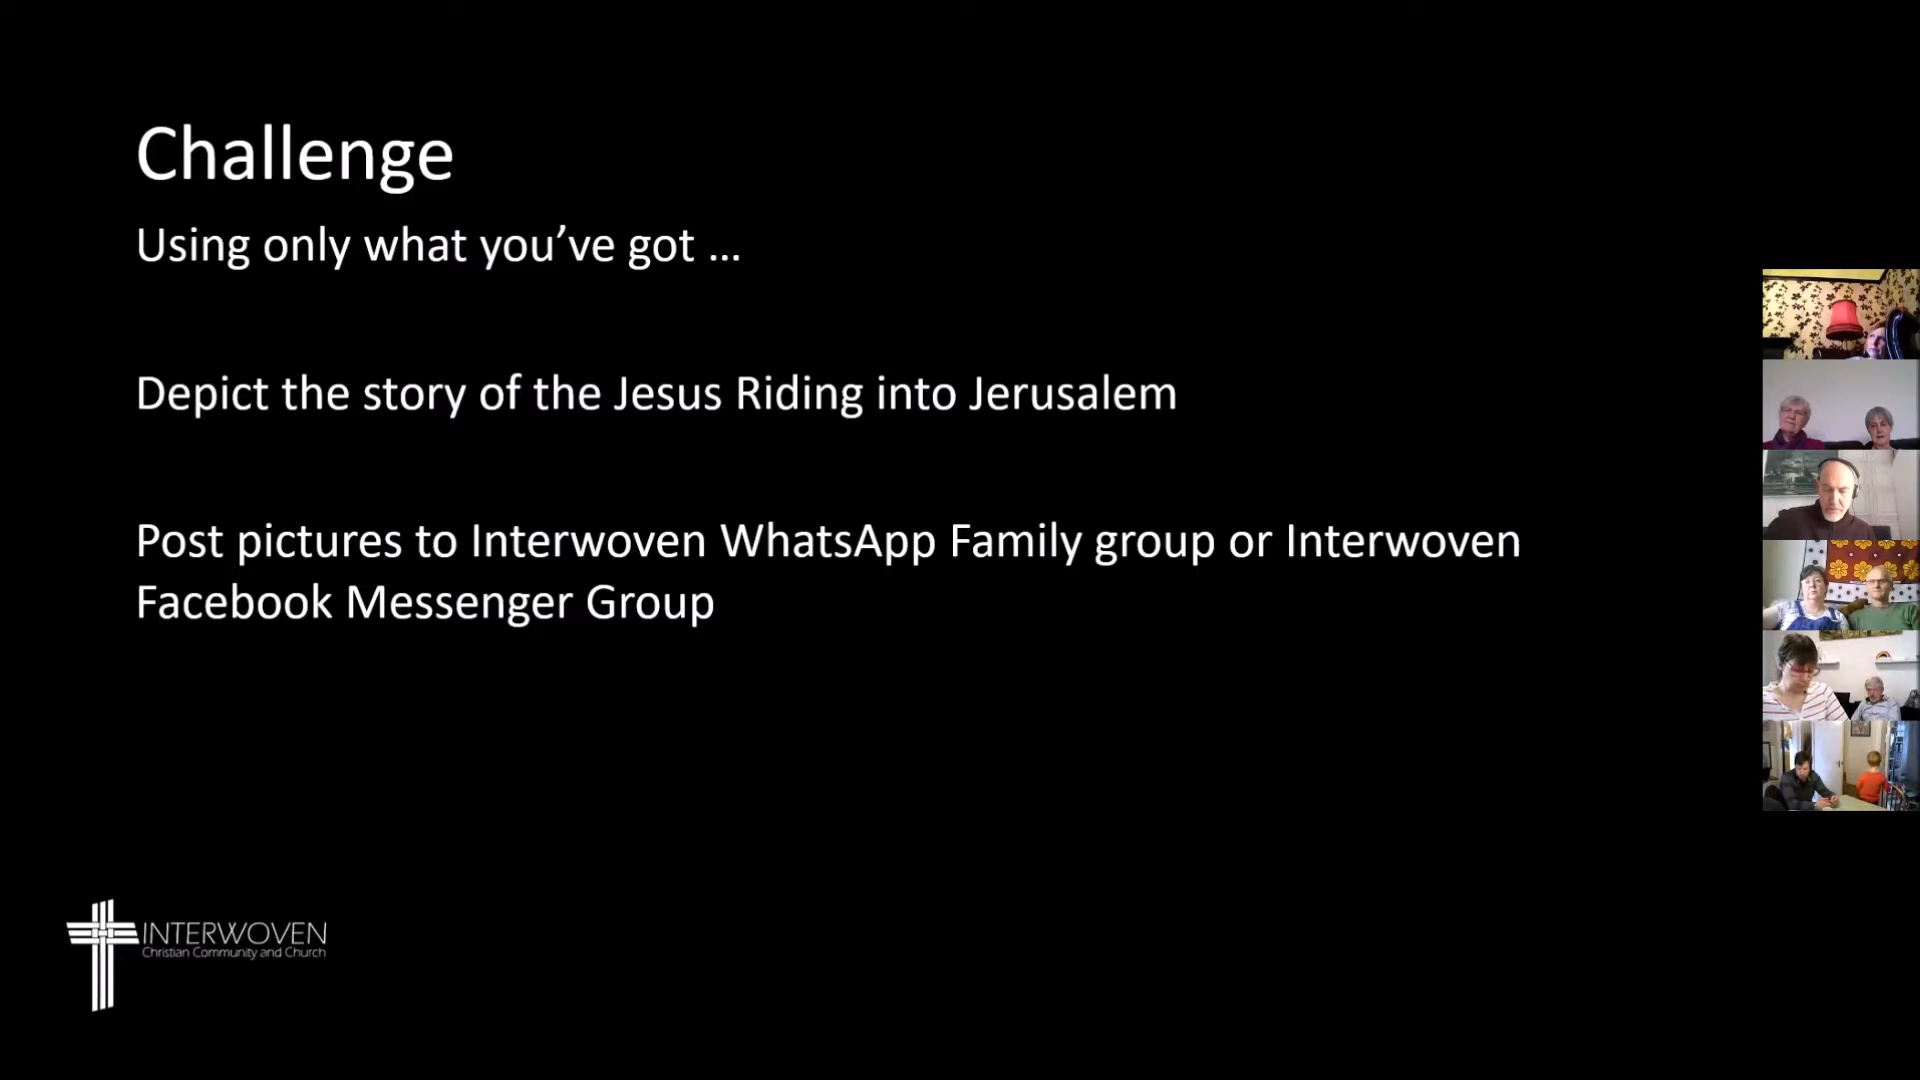 Challenge
Using only what you’ve got ...
Depict the story of the Jesus Riding into Jerusalem
Post pictures to Interwoven WhatsApp Family group or Interwoven
Facebook Messenger Group
INTERWOVEN
Christian Community and Church